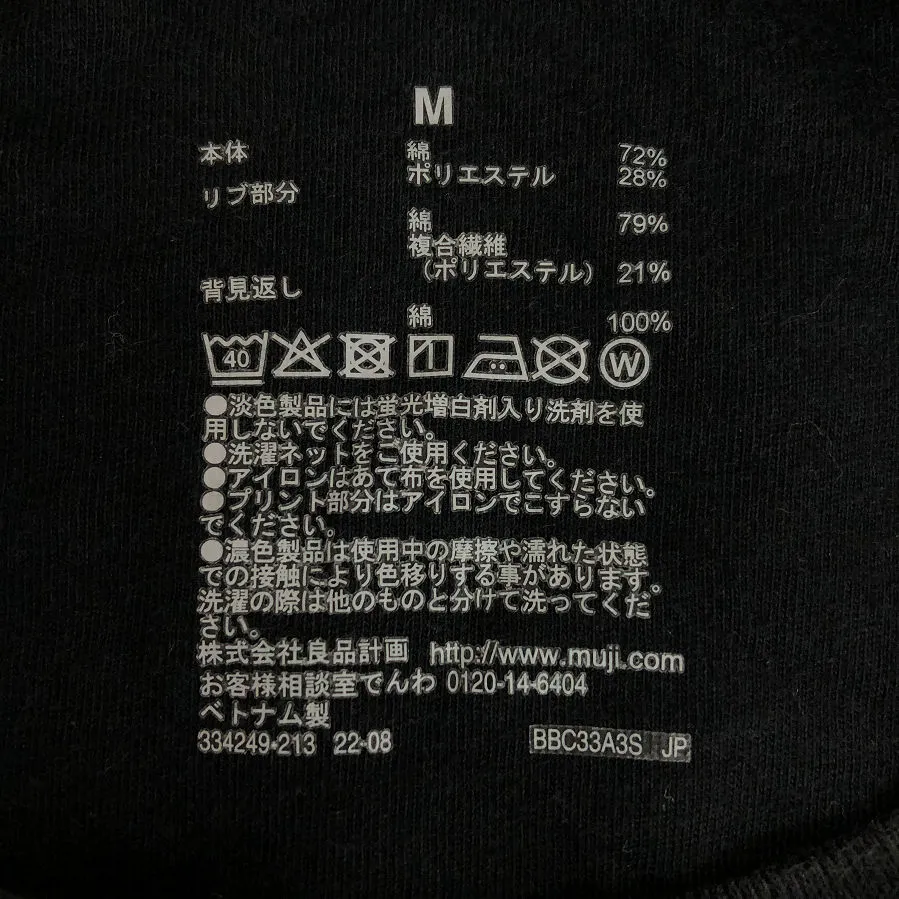 M
本体 綿 72%
ポリエステル 28%
リブ部分
綿 79%
複合繊維
(ポリエステル) 21%
背見返し
綿 100%
40 W
●淡色製品には蛍光増白剤入り洗剤を使
用しないでください。
●洗濯ネットをご使用ください。
●アイロンはあて布を使用してください。
●プリント部分はアイロンでこすらない
でください。
●濃色製品は使用中の摩擦や濡れた状態
での接触により色移りする事があります。
洗濯の際は他のものと分けて洗ってくだ
さい。
株式会社良品計画 http://www.muji.com
お客様相談室でんわ 0120-14-6404
ベトナム製
334249-213 22-08 BBC33A3S JP